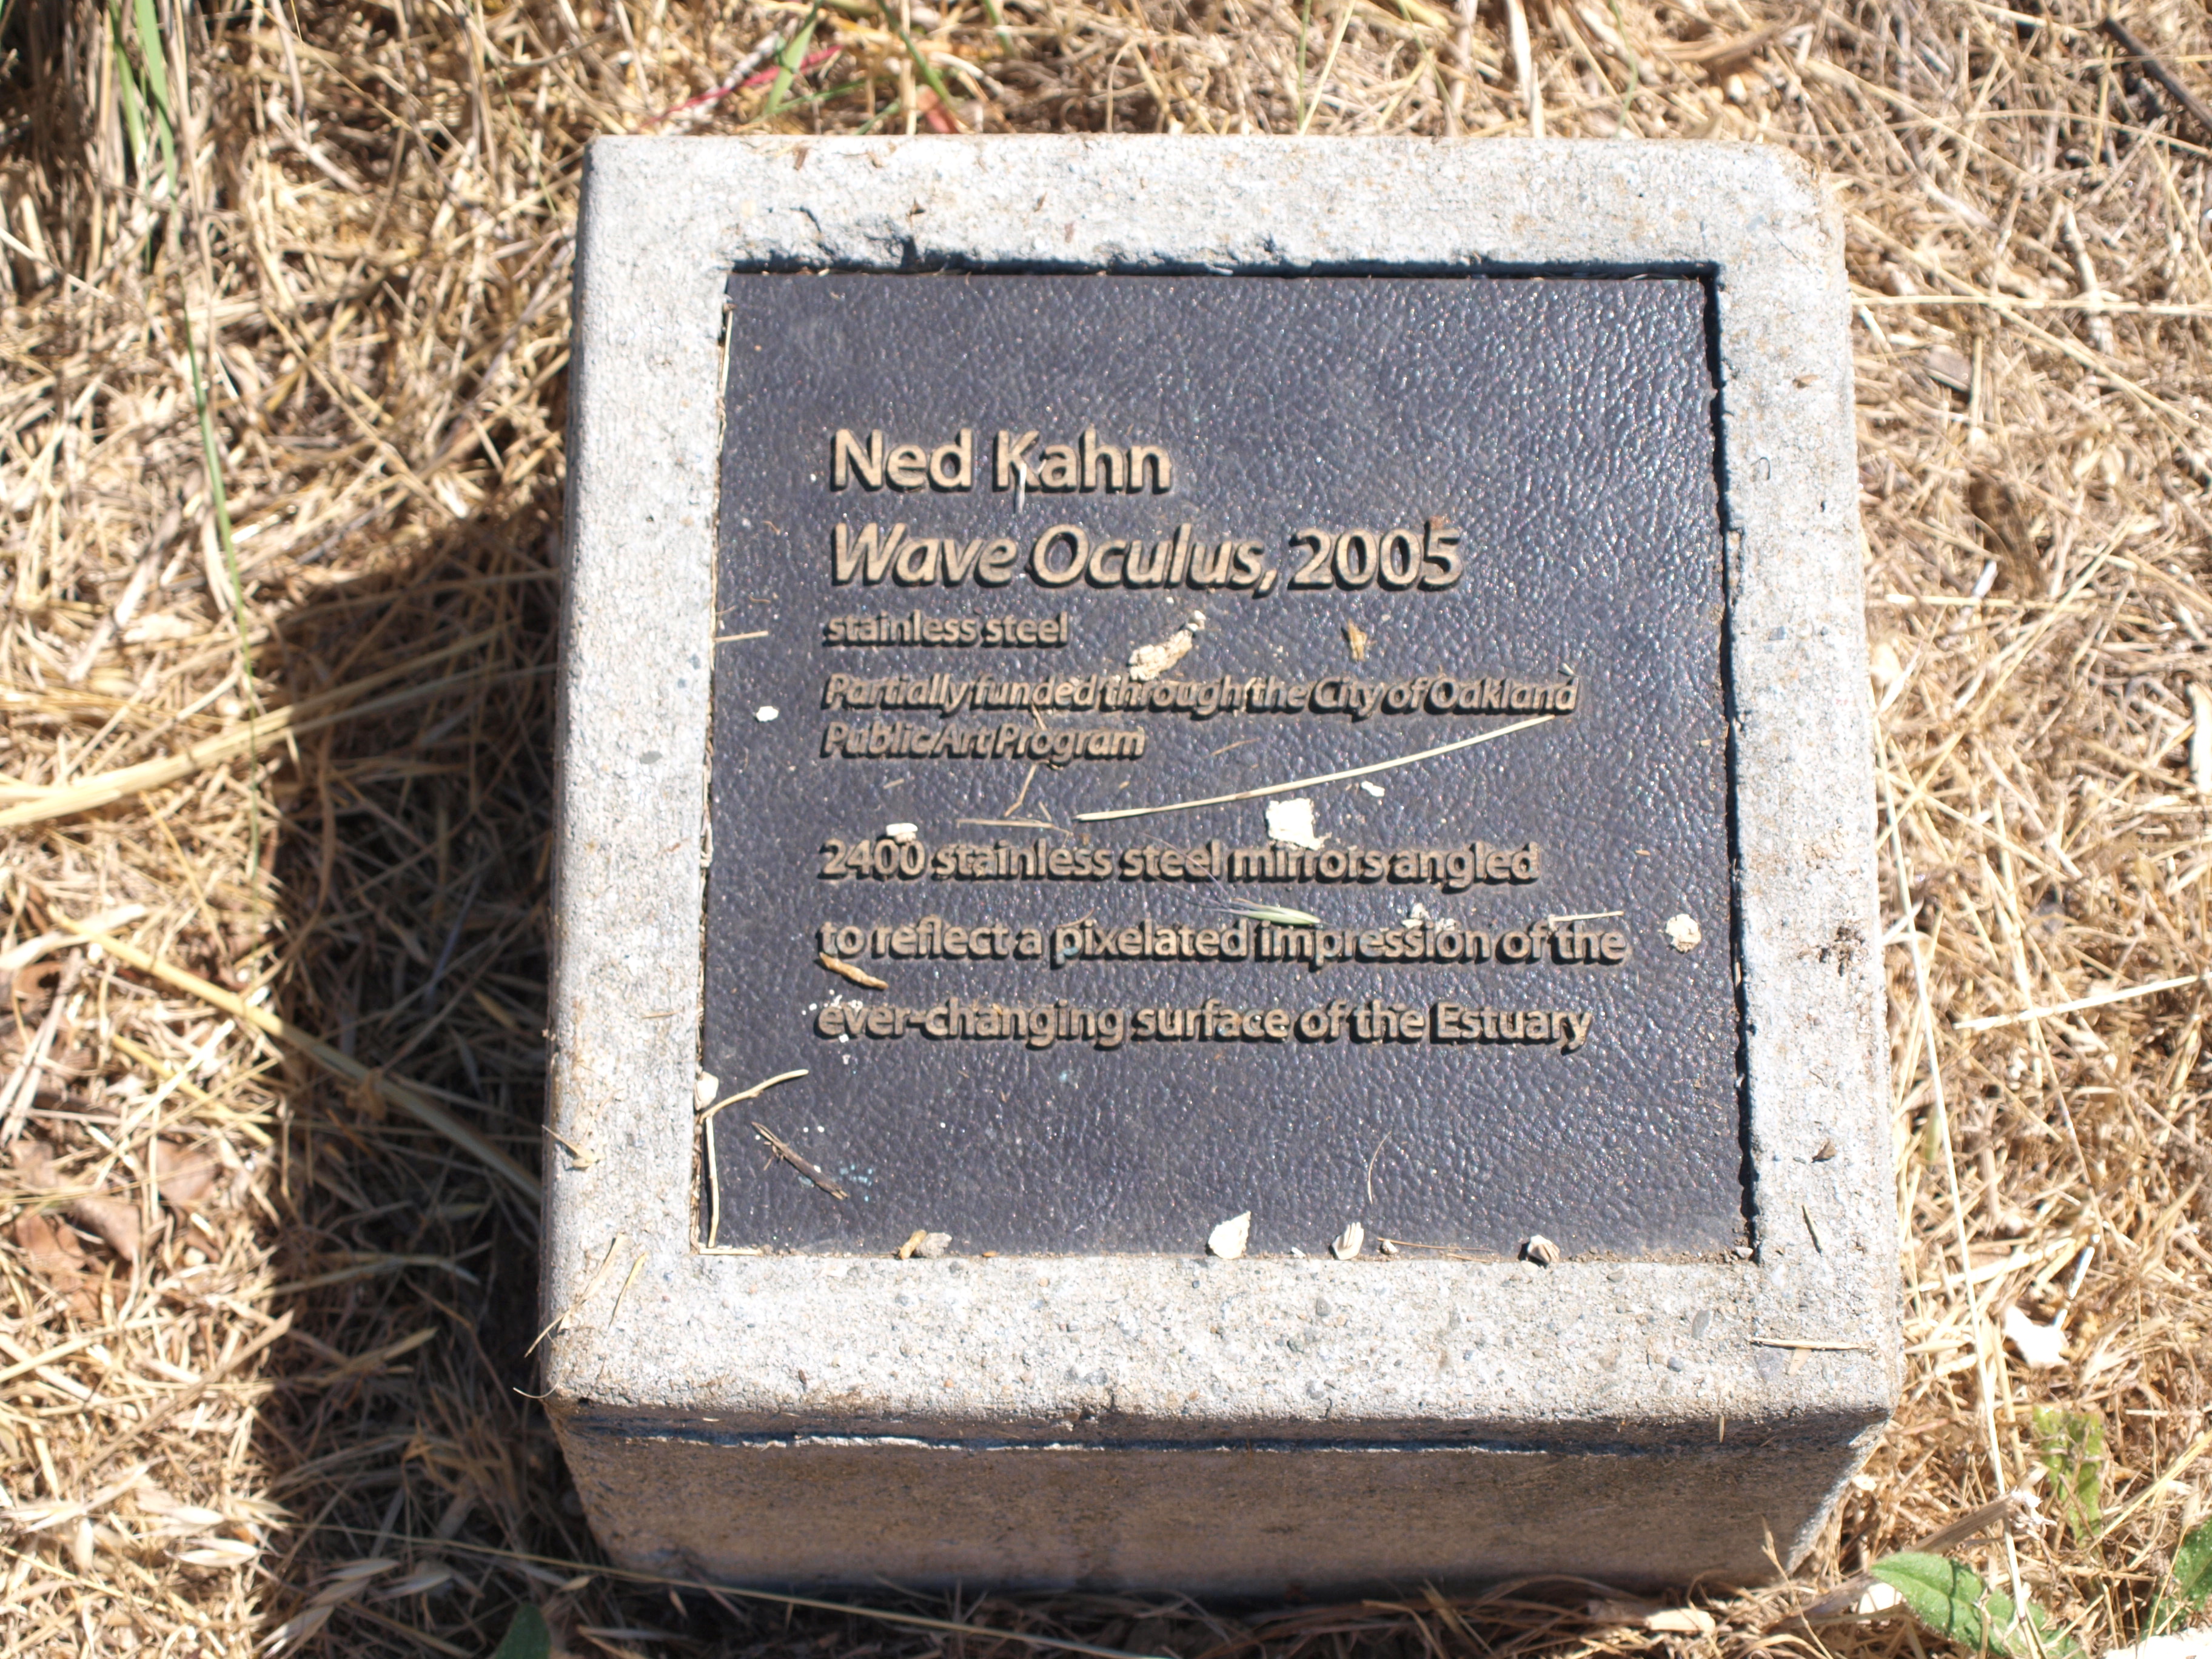 Ned Kahn
Wave Oculus, 2005
stainless steel
Partially funded through the City of Oakland
Public Art Program
2400 stainless steel mirrors angled
to reflect a pixelated impression of the
ever-changing surface of the Estuary